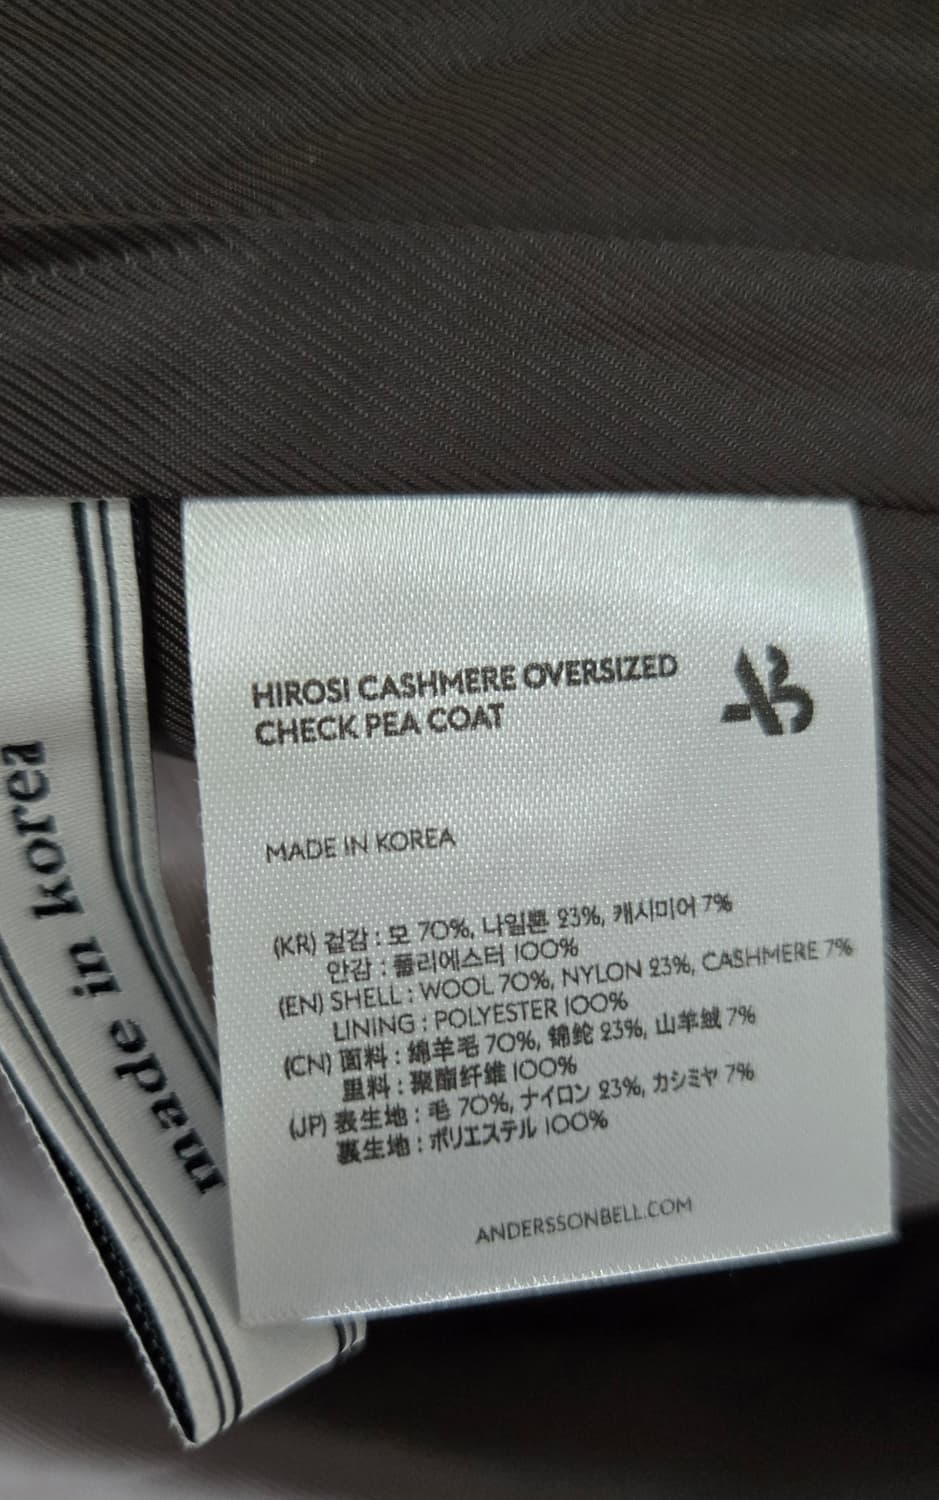 HIROSI CASHMERE OVERSIZED
CHECK PEA COAT
AB
MADE IN KOREA
(KR) 겉감 : 모 70%, 나일론 23%, 캐시미어 7%
안감 : 폴리에스터 100%
(EN) SHELL : WOOL 70%, NYLON 23%, CASHMERE 7%
LINING : POLYESTER 100%
(CN) 面料 : 绵羊毛 70%, 錦纶 23%, 山羊绒 7%
里料 : 聚酯纤维 100%
(JP) 表生地 : 毛 70%, ナイロン 23%, カシミヤ 7%
裏生地 : ポリエステル 100%
ANDERSSONBELL.COM
made in korea